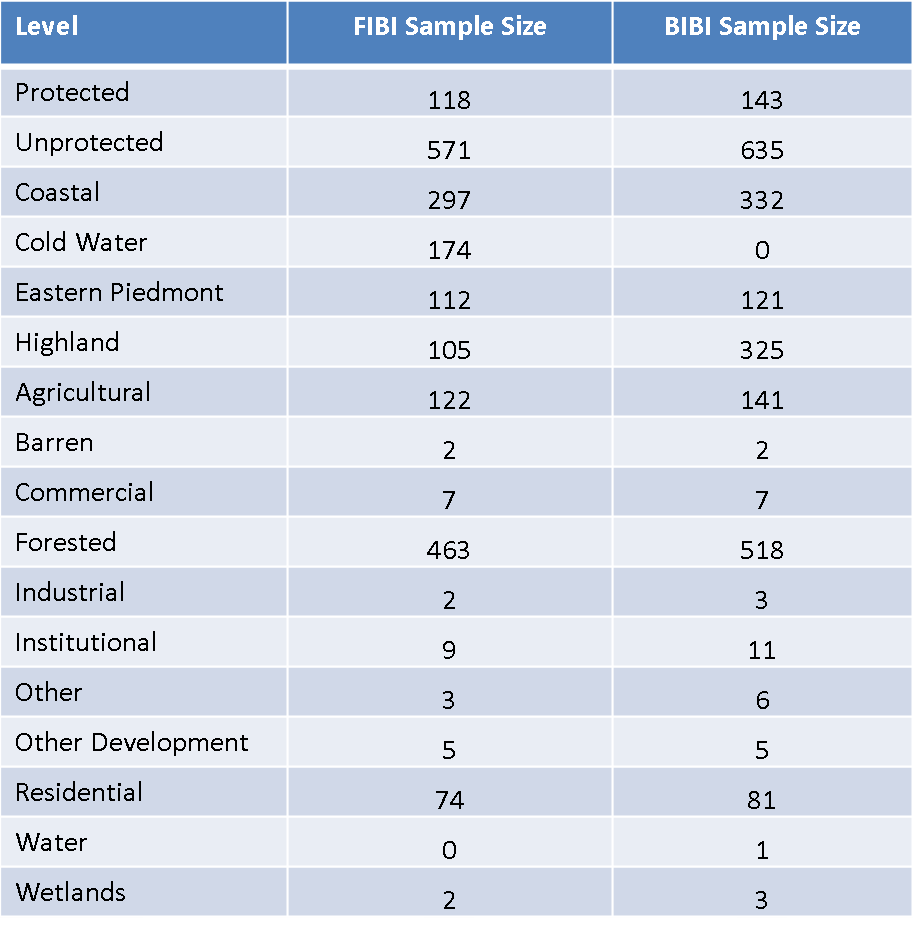 Level FIBI Sample Size BIBI Sample Size
Protected 118 143
Unprotected 571 635
Coastal 297 332
Cold Water 174 0
Eastern Piedmont 112 121
Highland 105 325
Agricultural 122 141
Barren 2 2
Commercial 7 7
Forested 463 518
Industrial 2 3
Institutional 9 11
Other 3 6
Other Development 5 5
Residential 74 81
Water 0 1
Wetlands 2 3